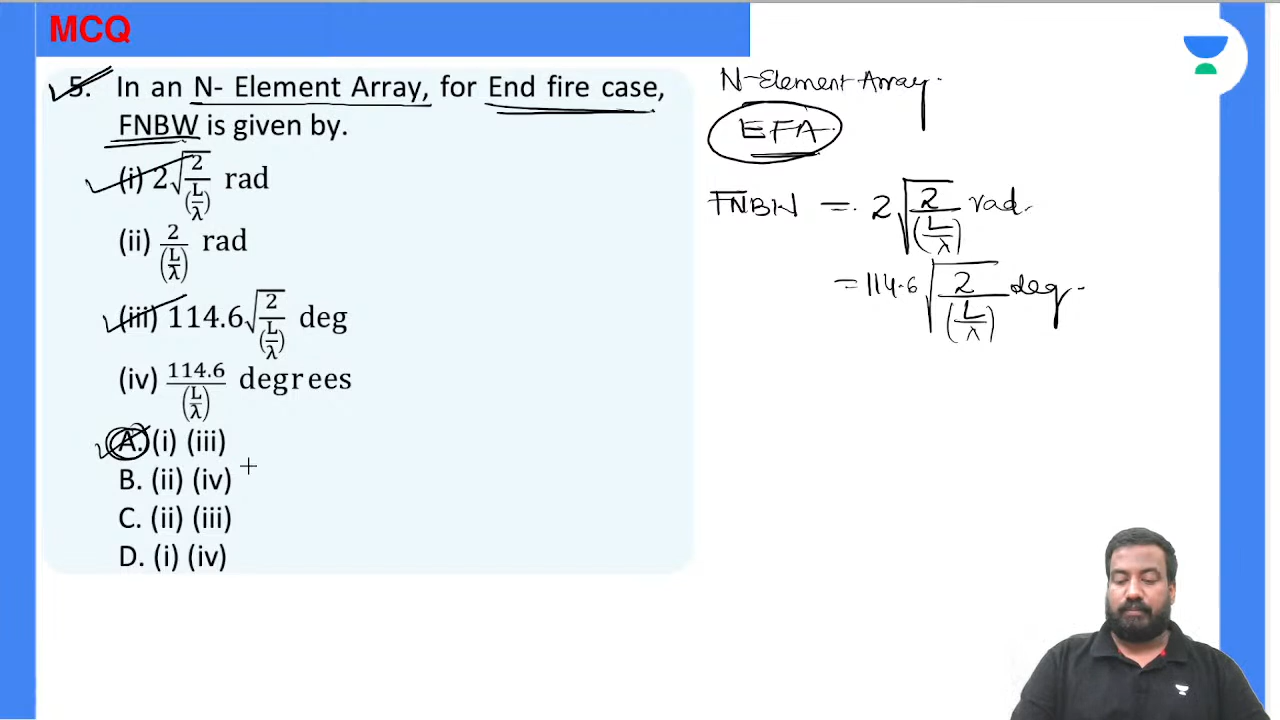 MCQ
5. In an N- Element Array, for End fire case,
FNBW is given by.
(i) 2√(2/(L/λ)) rad
(ii) 2/(L/λ) rad
(iii) 114.6√(2/(L/λ)) deg
(iv) 114.6/(L/λ) degrees
A. (i) (iii)
B. (ii) (iv)
C. (ii) (iii)
D. (i) (iv)
N-Element Array.
EFA
FNBW = 2√(2/(L/λ)) rad.
= 114.6√(2/(L/λ)) deg.